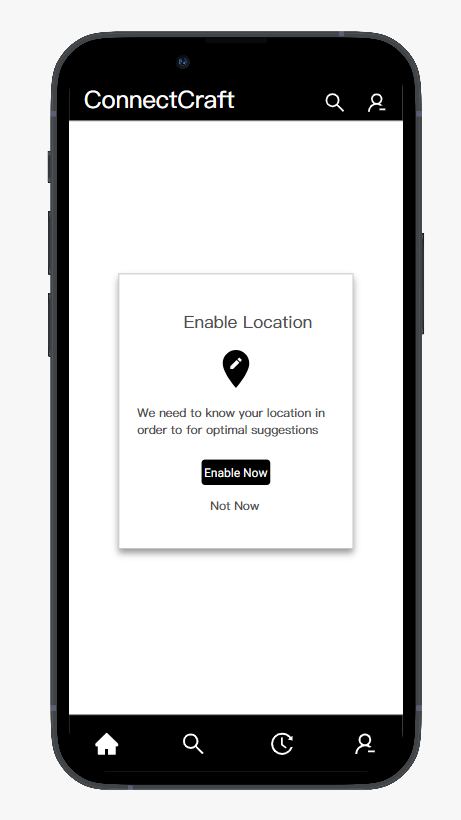 ConnectCraft
Enable Location
We need to know your location in
order to for optimal suggestions
Enable Now
Not Now